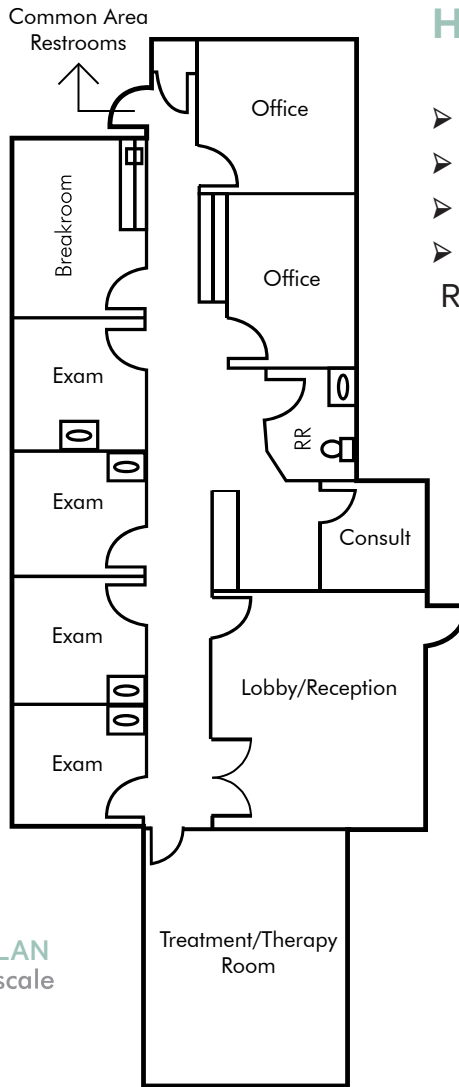 Common Area
Restrooms
H
Office
Breakroom
R
Office
Exam
RR
Exam
Consult
Exam
Lobby/Reception
Exam
LAN
scale
Treatment/Therapy
Room